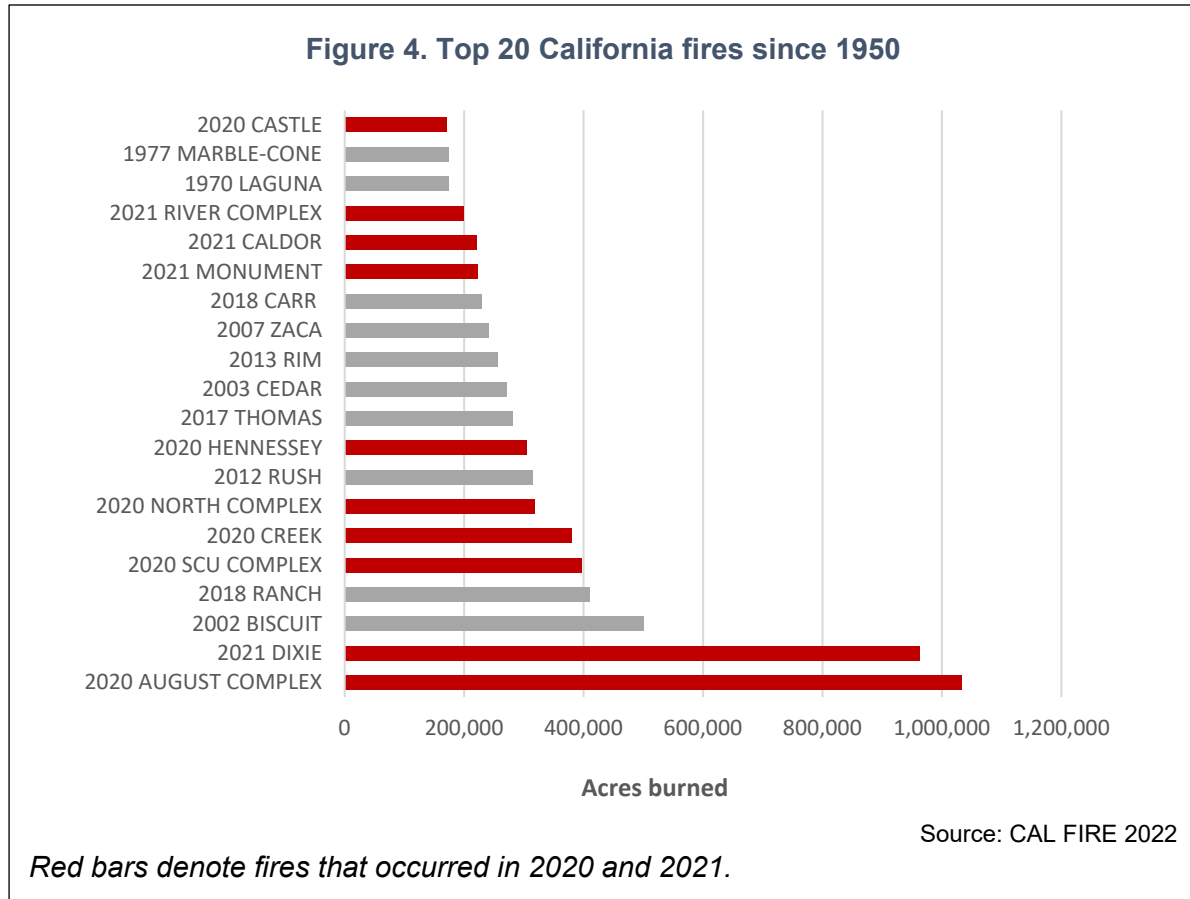 Figure 4. Top 20 California fires since 1950
2020 CASTLE
1977 MARBLE-CONE
1970 LAGUNA
2021 RIVER COMPLEX
2021 CALDOR
2021 MONUMENT
2018 CARR
2007 ZACA
2013 RIM
2003 CEDAR
2017 THOMAS
2020 HENNESSEY
2012 RUSH
2020 NORTH COMPLEX
2020 CREEK
2020 SCU COMPLEX
2018 RANCH
2002 BISCUIT
2021 DIXIE
2020 AUGUST COMPLEX
0 200,000 400,000 600,000 800,000 1,000,000 1,200,000
Acres burned
Source: CAL FIRE 2022
Red bars denote fires that occurred in 2020 and 2021.